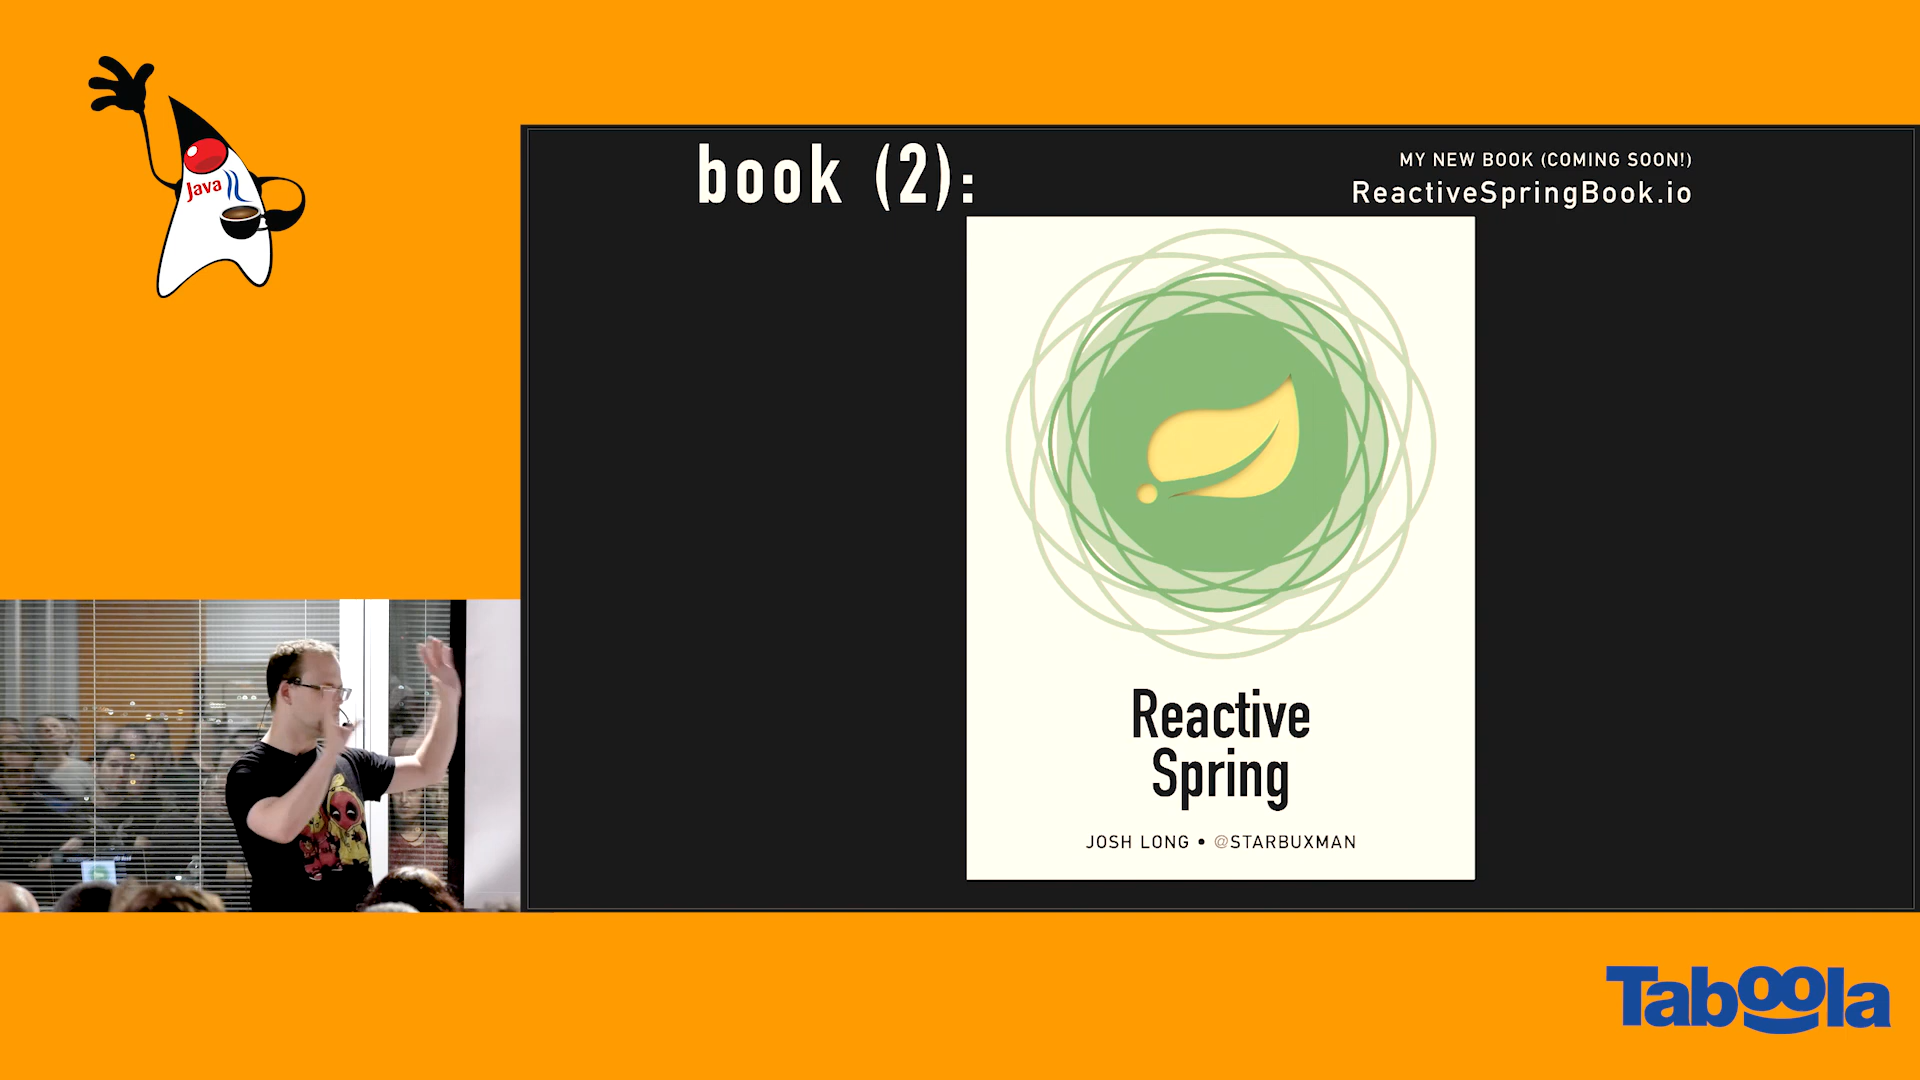 Java
book (2):
MY NEW BOOK (COMING SOON!)
ReactiveSpringBook.io
Reactive
Spring
JOSH LONG • @STARBUXMAN
Taboola